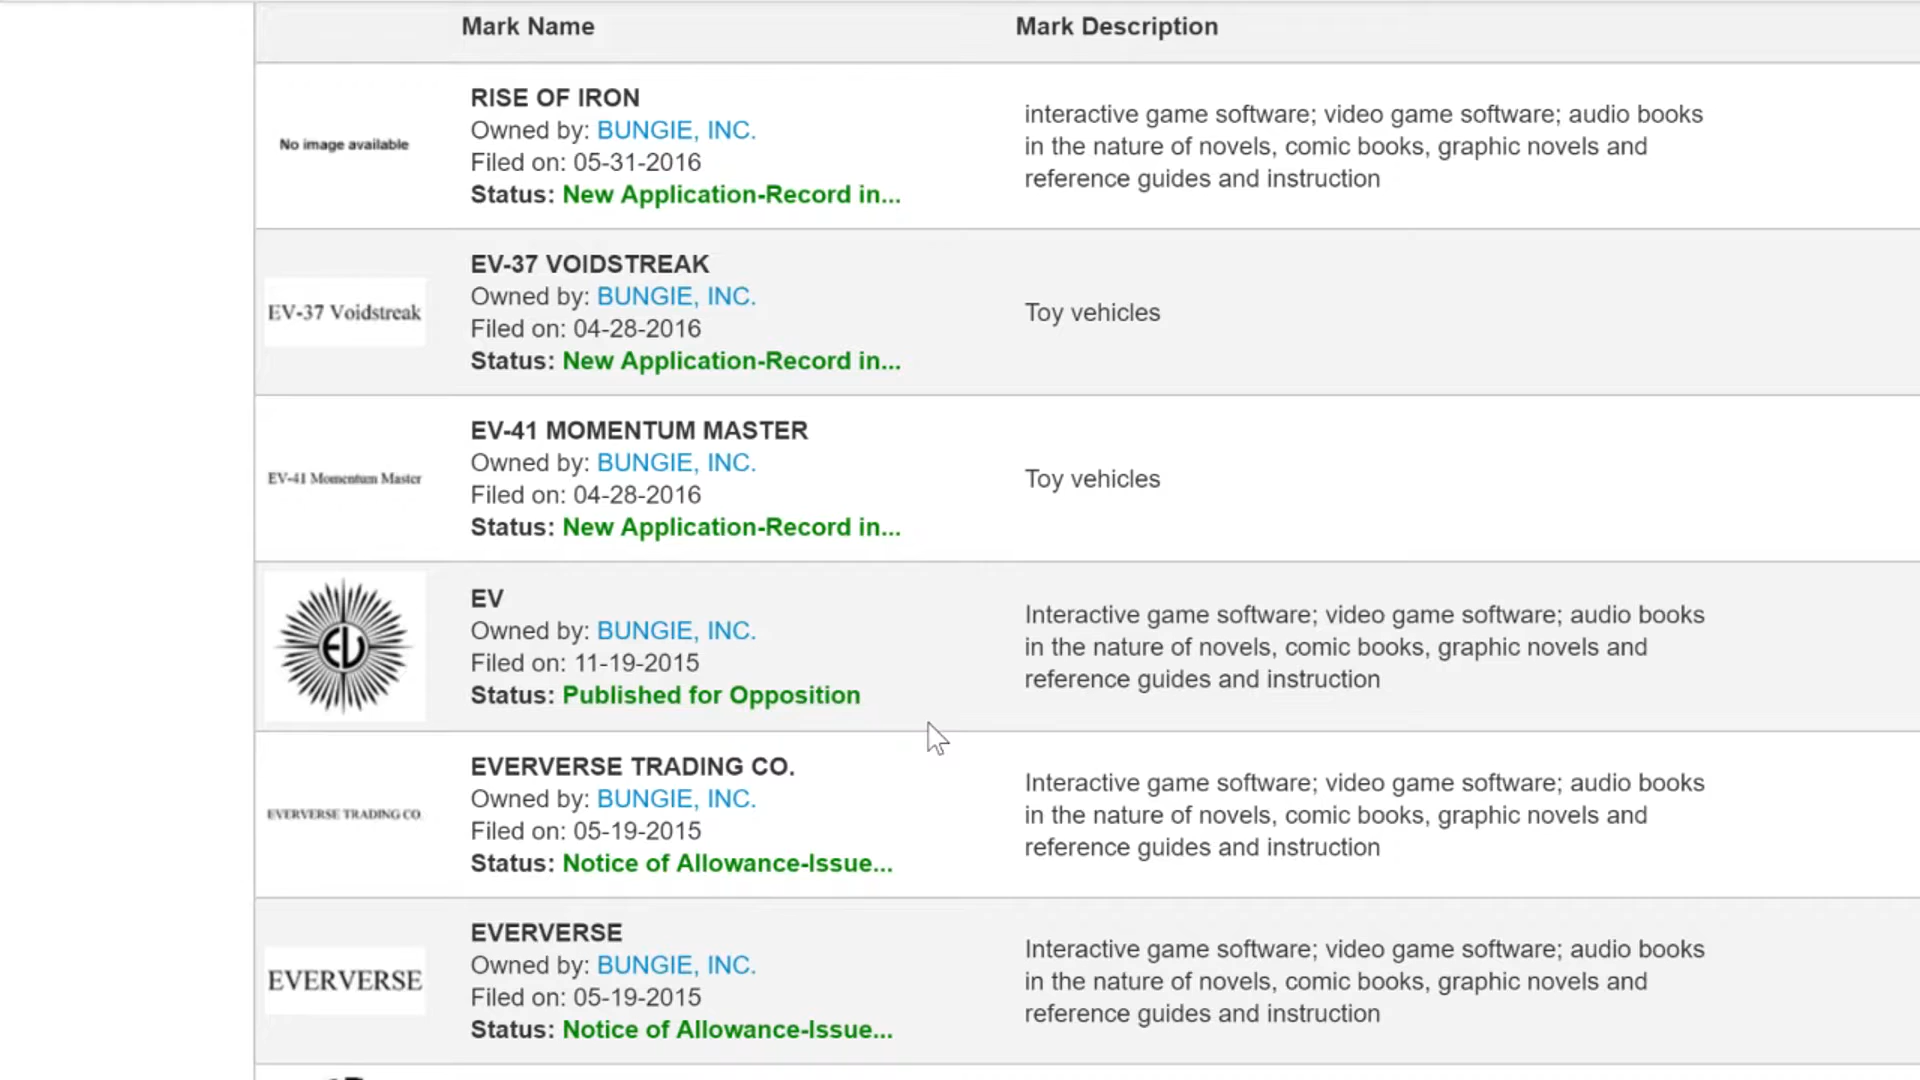 Mark Name
Mark Description
No image available
RISE OF IRON
Owned by: BUNGIE, INC.
Filed on: 05-31-2016
Status: New Application-Record in...
interactive game software; video game software; audio books
in the nature of novels, comic books, graphic novels and
reference guides and instruction
EV-37 Voidstreak
EV-37 VOIDSTREAK
Owned by: BUNGIE, INC.
Filed on: 04-28-2016
Status: New Application-Record in...
Toy vehicles
EV-41 Momentum Master
EV-41 MOMENTUM MASTER
Owned by: BUNGIE, INC.
Filed on: 04-28-2016
Status: New Application-Record in...
Toy vehicles
EV
EV
Owned by: BUNGIE, INC.
Filed on: 11-19-2015
Status: Published for Opposition
Interactive game software; video game software; audio books
in the nature of novels, comic books, graphic novels and
reference guides and instruction
EVERVERSE TRADING CO.
EVERVERSE TRADING CO.
Owned by: BUNGIE, INC.
Filed on: 05-19-2015
Status: Notice of Allowance-Issue...
Interactive game software; video game software; audio books
in the nature of novels, comic books, graphic novels and
reference guides and instruction
EVERVERSE
EVERVERSE
Owned by: BUNGIE, INC.
Filed on: 05-19-2015
Status: Notice of Allowance-Issue...
Interactive game software; video game software; audio books
in the nature of novels, comic books, graphic novels and
reference guides and instruction